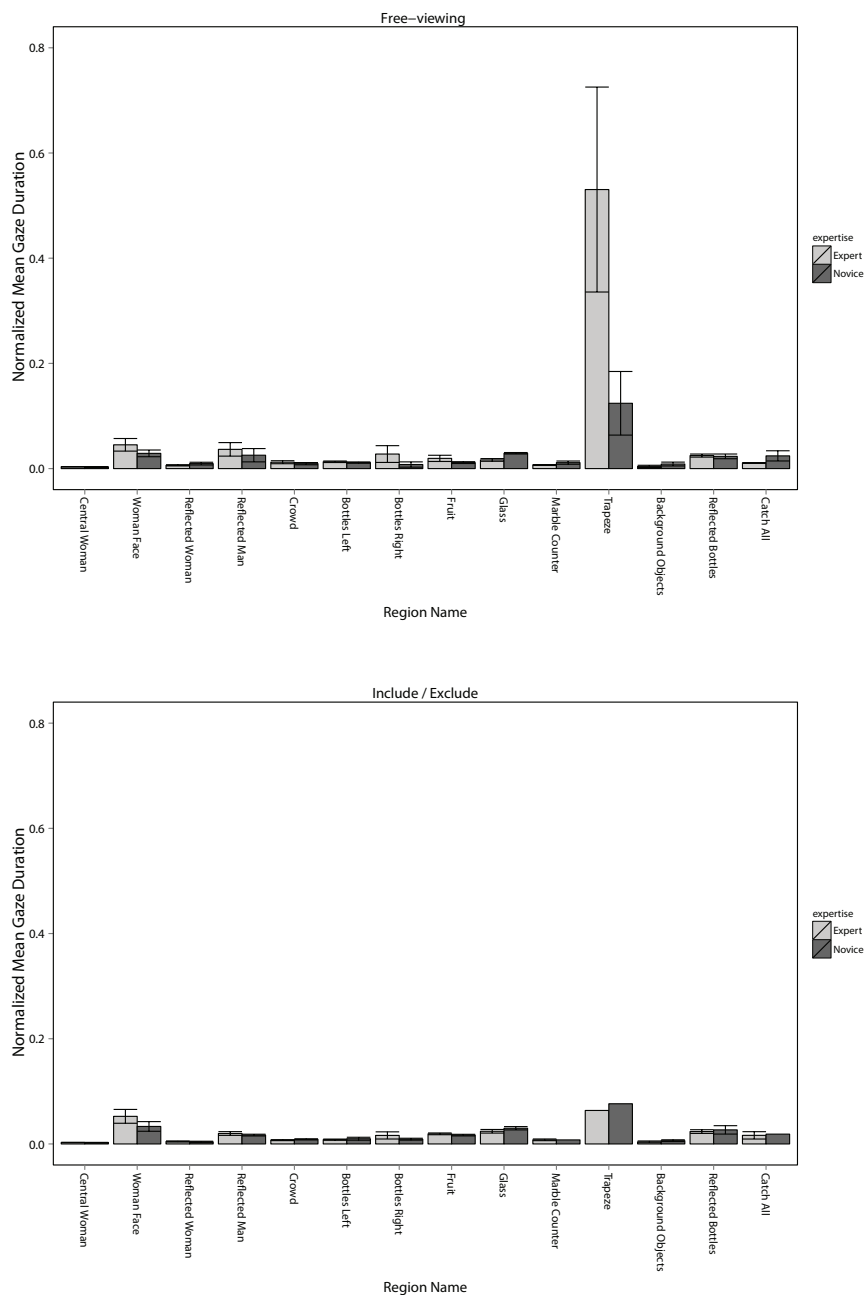 Free−viewing
Normalized Mean Gaze Duration
0.8
0.6
0.4
0.2
0.0
Central Woman
Woman Face
Reflected Woman
Reflected Man
Crowd
Bottles Left
Bottles Right
Fruit
Glass
Marble Counter
Trapeze
Background Objects
Reflected Bottles
Catch All
Region Name
expertise
Expert
Novice
Include / Exclude
Normalized Mean Gaze Duration
0.8
0.6
0.4
0.2
0.0
Central Woman
Woman Face
Reflected Woman
Reflected Man
Crowd
Bottles Left
Bottles Right
Fruit
Glass
Marble Counter
Trapeze
Background Objects
Reflected Bottles
Catch All
Region Name
expertise
Expert
Novice